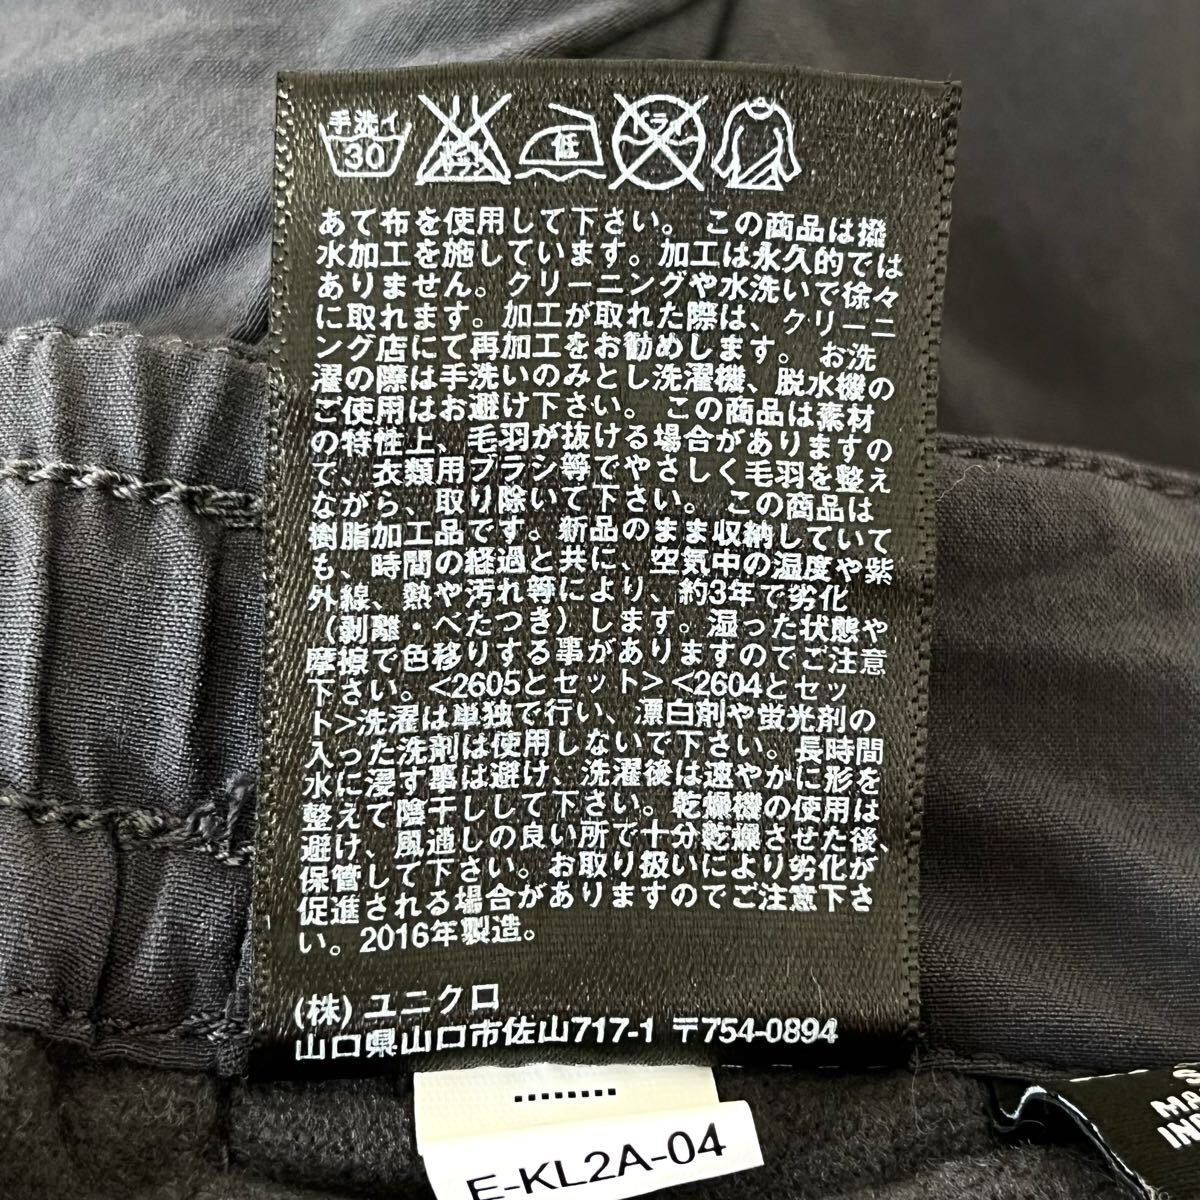 手洗イ
30
低
あて布を使用して下さい。 この商品は撥
水加工を施しています。加工は永久的では
ありません。クリーニングや水洗いで徐々
に取れます。加工が取れた際は、クリーニ
ング店にて再加工をお勧めします。 お洗
濯の際は手洗いのみとし洗濯機、脱水機の
ご使用はお避け下さい。 この商品は素材
の特性上、毛羽が抜ける場合がありますの
で、衣類用ブラシ等でやさしく毛羽を整え
ながら、取り除いて下さい。 この商品は
樹脂加工品です。新品のまま収納していて
も、時間の経過と共に、空気中の湿度や紫
外線、熱や汚れ等により、約3年で劣化
（剥離・べたつき）します。湿った状態や
摩擦で色移りする事がありますのでご注意
下さい。<2605とセット><2604とセッ
ト>洗濯は単独で行い、漂白剤や蛍光剤の
入った洗剤は使用しないで下さい。長時間
水に浸す事は避け、洗濯後は速やかに形を
整えて陰干しして下さい。乾燥機の使用は
避け、風通しの良い所で十分乾燥させた後、
保管して下さい。お取り扱いにより劣化が
促進される場合がありますのでご注意下さ
い。2016年製造。
(株) ユニクロ
山口県山口市佐山717-1 〒754-0894
E-KL2A-04